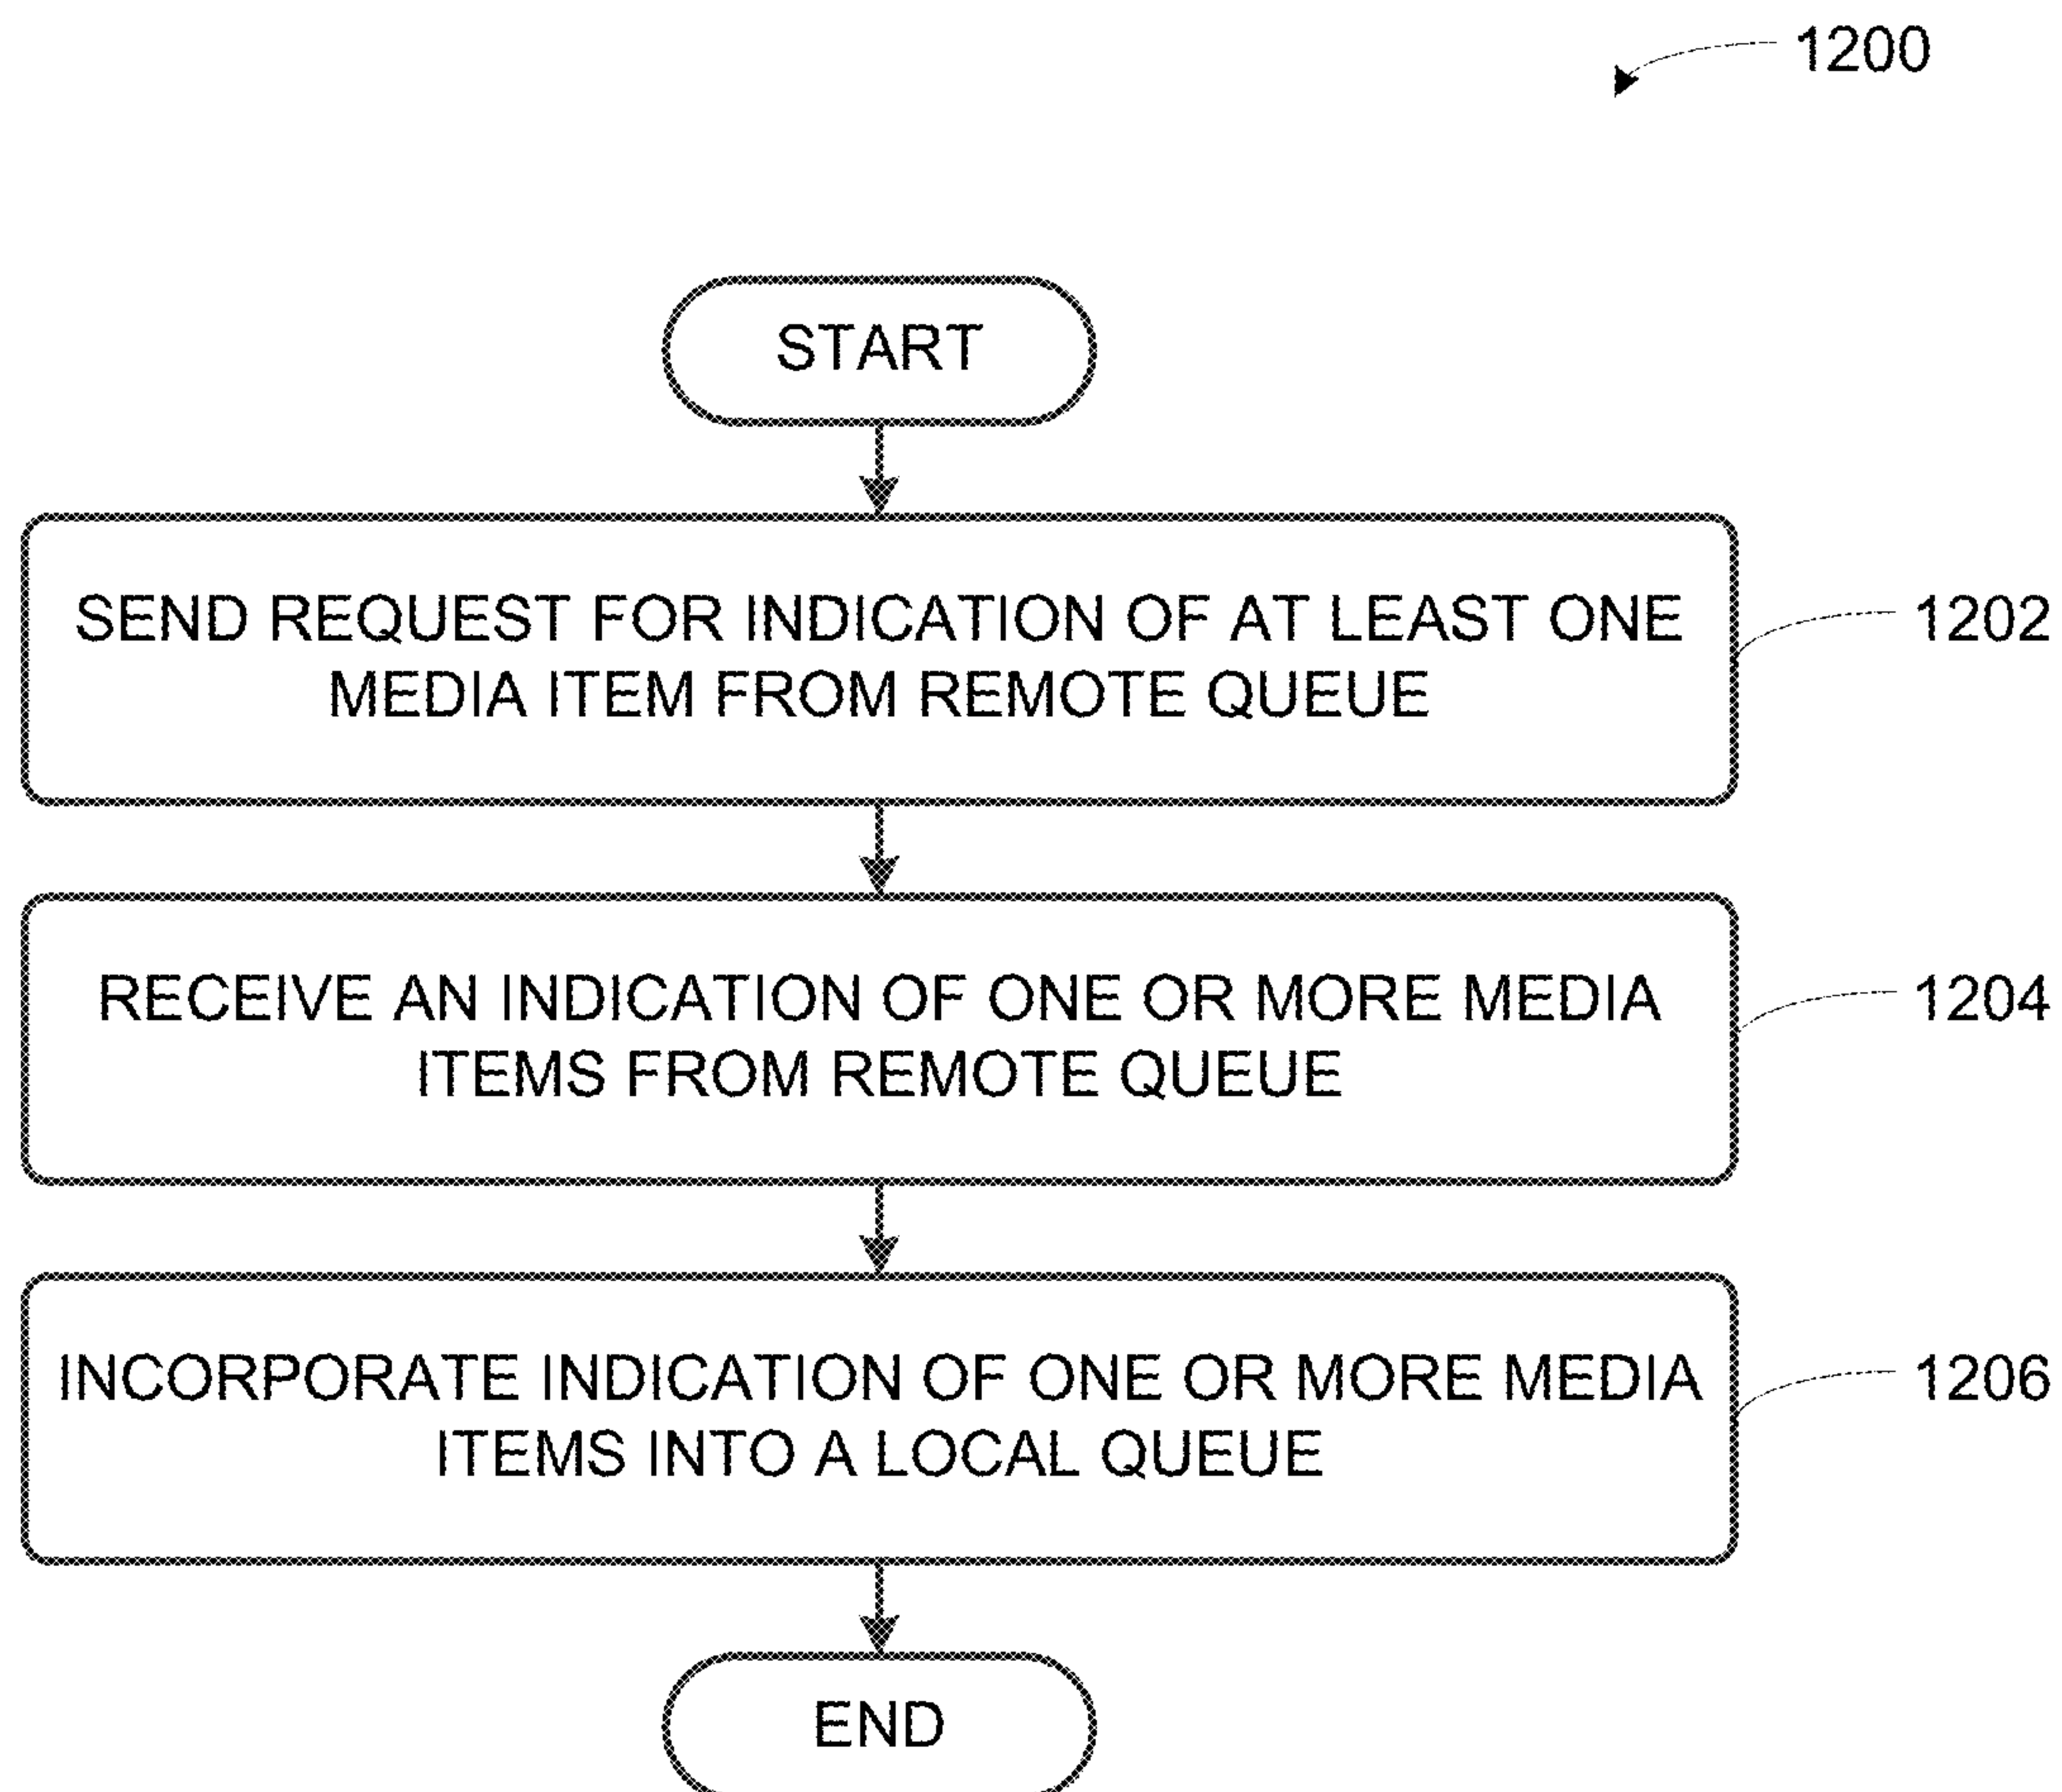 1200
START
SEND REQUEST FOR INDICATION OF AT LEAST ONE
MEDIA ITEM FROM REMOTE QUEUE
1202
RECEIVE AN INDICATION OF ONE OR MORE MEDIA
ITEMS FROM REMOTE QUEUE
1204
INCORPORATE INDICATION OF ONE OR MORE MEDIA
ITEMS INTO A LOCAL QUEUE
1206
END